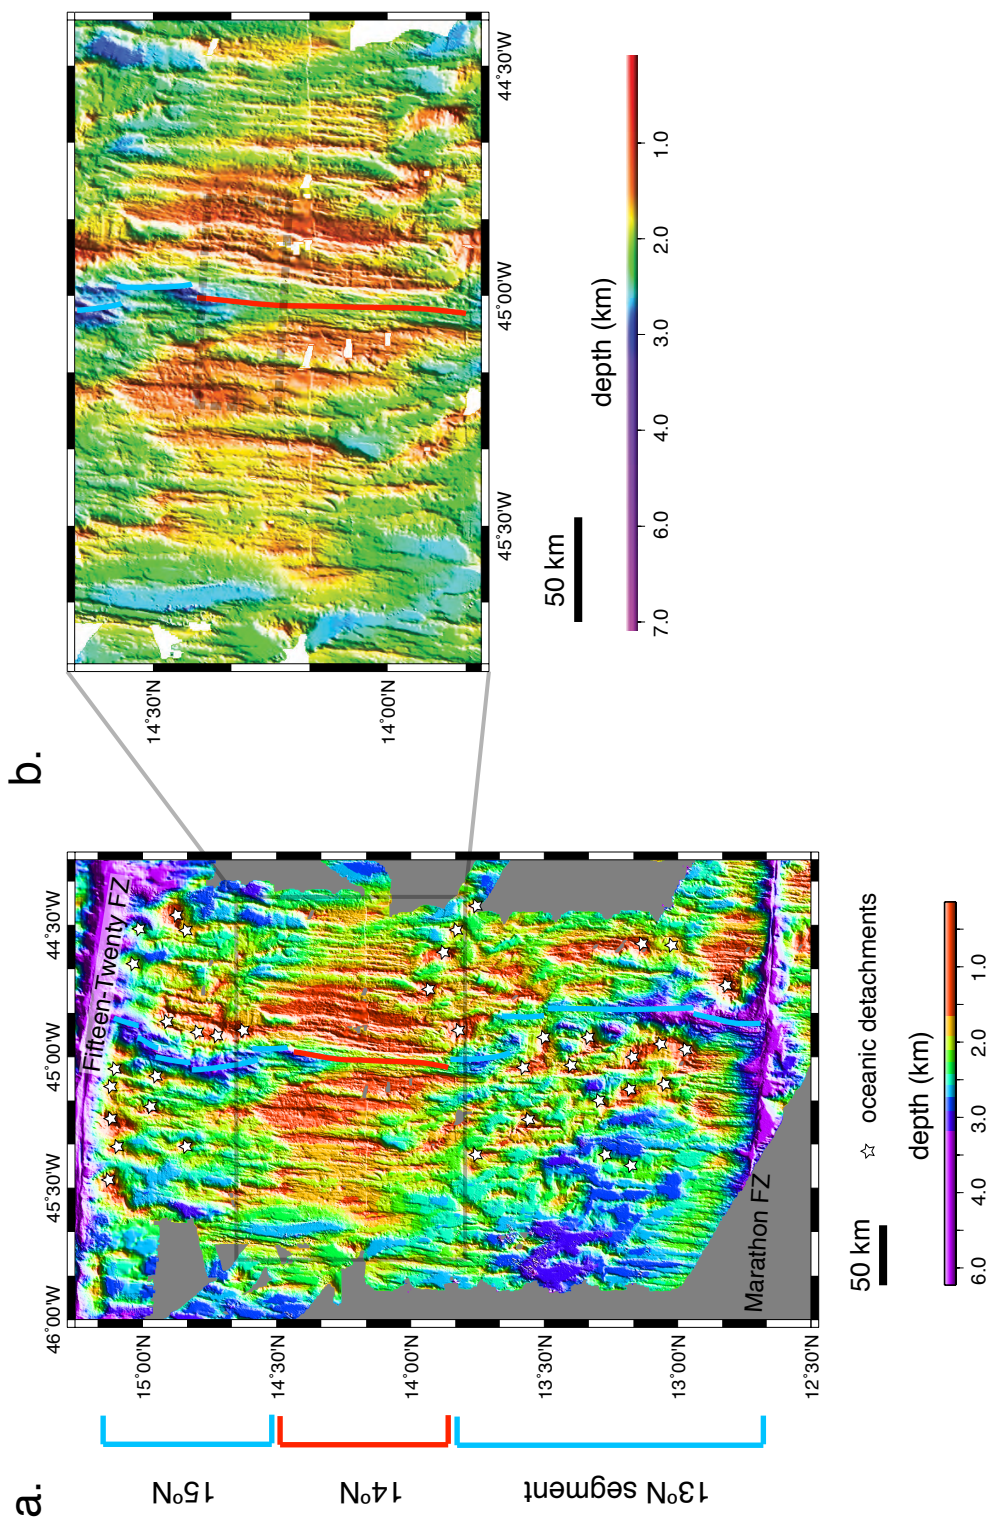 a.
15°N
14°N
13°N segment
46°00'W
45°30'W
45°00'W
44°30'W
15°00'N
14°30'N
14°00'N
13°30'N
13°00'N
12°30'N
Fifteen-Twenty FZ
Marathon FZ
50 km
oceanic detachments
depth (km)
6.0 4.0 3.0 2.0 1.0
b.
14°30'N
14°00'N
45°30'W
45°00'W
44°30'W
50 km
depth (km)
7.0 6.0 4.0 3.0 2.0 1.0